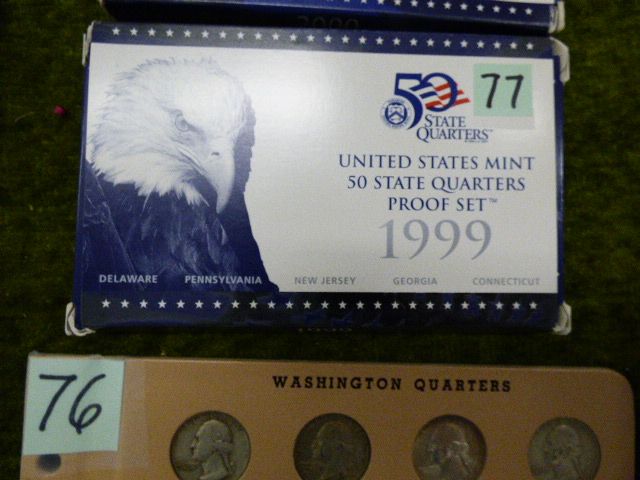 50
STATE
QUARTERS
77
UNITED STATES MINT
50 STATE QUARTERS
PROOF SET™
1999
DELAWARE PENNSYLVANIA NEW JERSEY GEORGIA CONNECTICUT
76
WASHINGTON QUARTERS